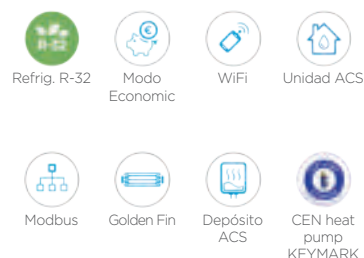 R-32
Refrig. R-32
Modo
Economic
WiFi
Unidad ACS
Modbus
Golden Fin
Depósito
ACS
CEN heat
pump
KEYMARK